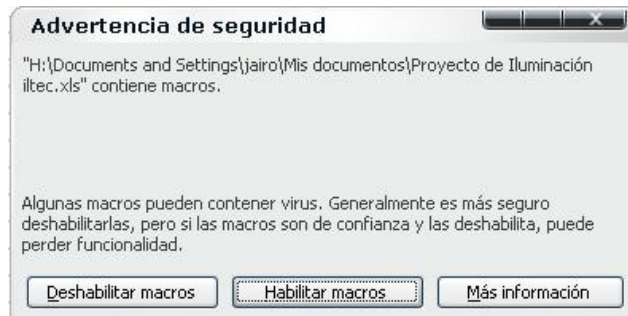 Advertencia de seguridad
"H:\Documents and Settings\jairo\Mis documentos\Proyecto de Iluminación
iltec.xls" contiene macros.
Algunas macros pueden contener virus. Generalmente es más seguro
deshabilitarlas, pero si las macros son de confianza y las deshabilita, puede
perder funcionalidad.
Deshabilitar macros Habilitar macros Más información